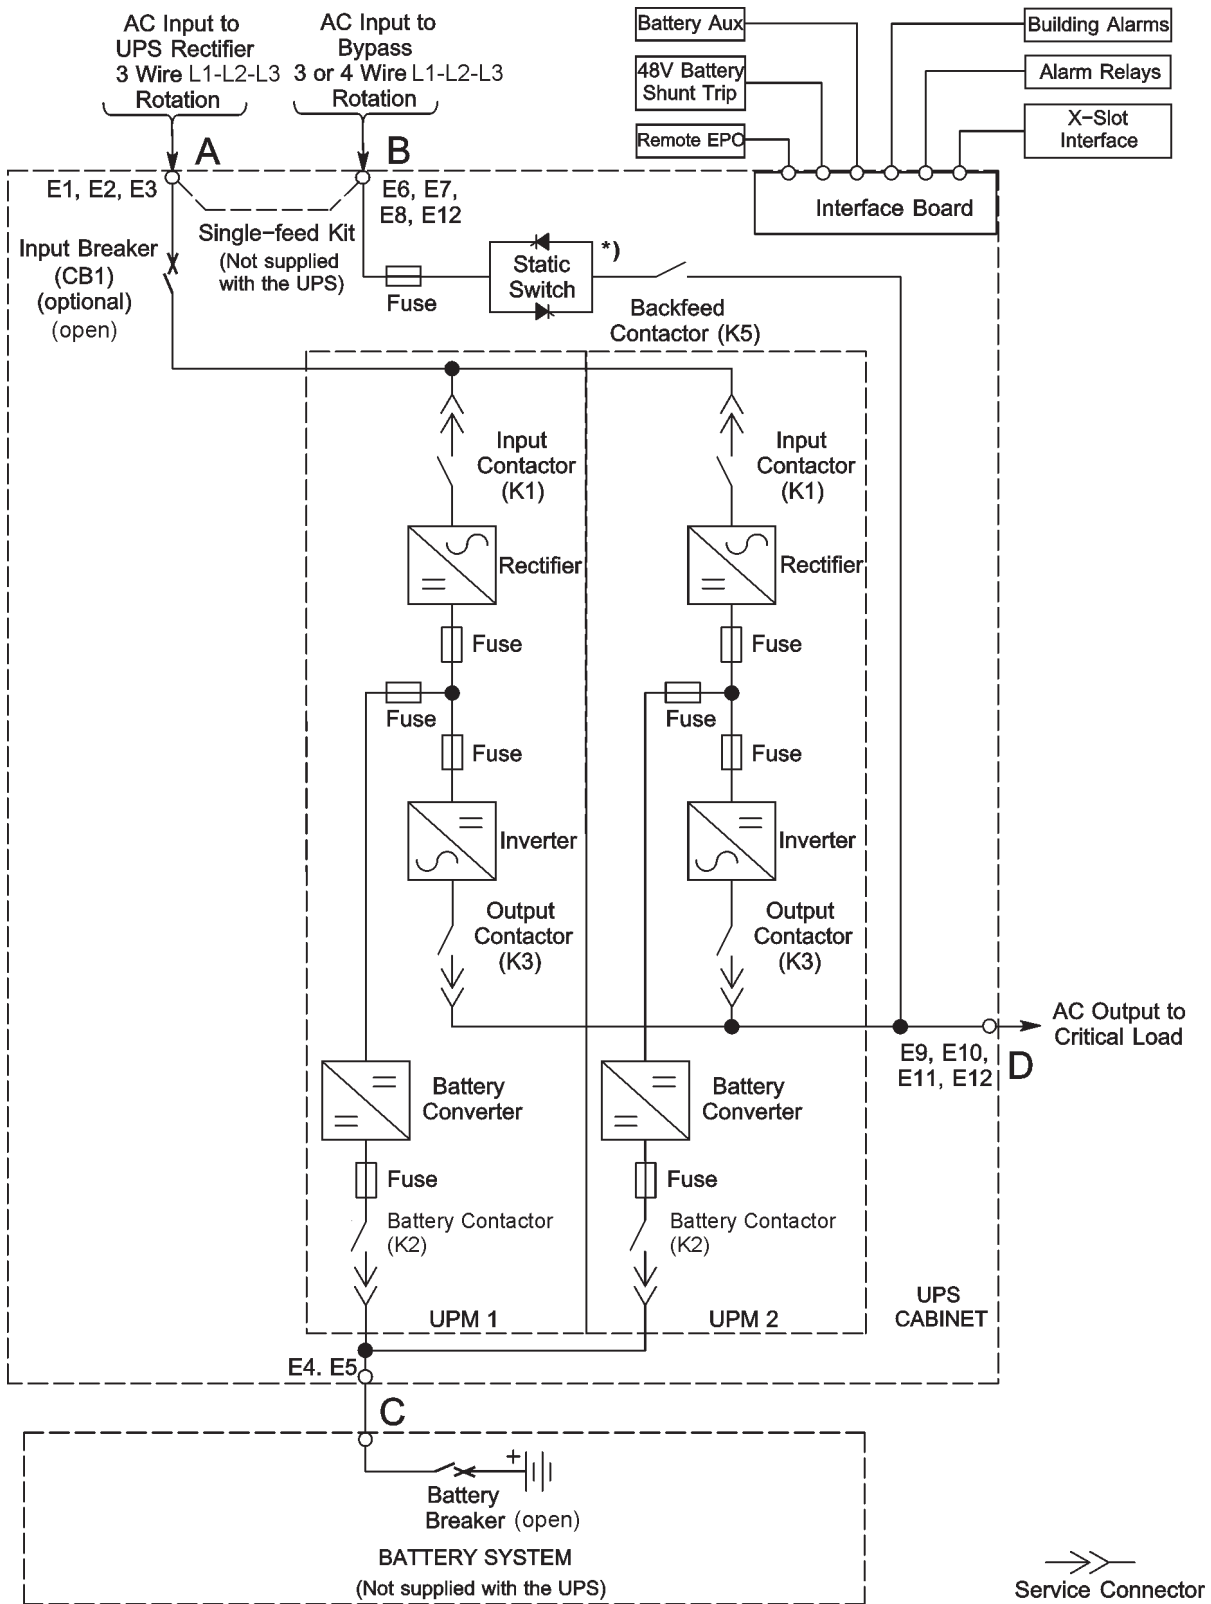 AC Input to
UPS Rectifier
3 Wire L1-L2-L3
Rotation
AC Input to
Bypass
3 or 4 Wire L1-L2-L3
Rotation
Battery Aux
48V Battery
Shunt Trip
Remote EPO
Building Alarms
Alarm Relays
X-Slot
Interface
A
B
E1, E2, E3
E6, E7,
E8, E12
Interface Board
Single-feed Kit
(Not supplied
with the UPS)
Input Breaker
(CB1)
(optional)
(open)
Fuse
Static
Switch
*)
Backfeed
Contactor (K5)
Input
Contactor
(K1)
Input
Contactor
(K1)
Rectifier
Rectifier
Fuse
Fuse
Fuse
Fuse
Fuse
Fuse
Inverter
Inverter
Output
Contactor
(K3)
Output
Contactor
(K3)
AC Output to
Critical Load
E9, E10,
E11, E12
D
Battery
Converter
Battery
Converter
Fuse
Fuse
Battery Contactor
(K2)
Battery Contactor
(K2)
UPM 1
UPM 2
UPS
CABINET
E4. E5
C
+
Battery
Breaker (open)
BATTERY SYSTEM
(Not supplied with the UPS)
Service Connector